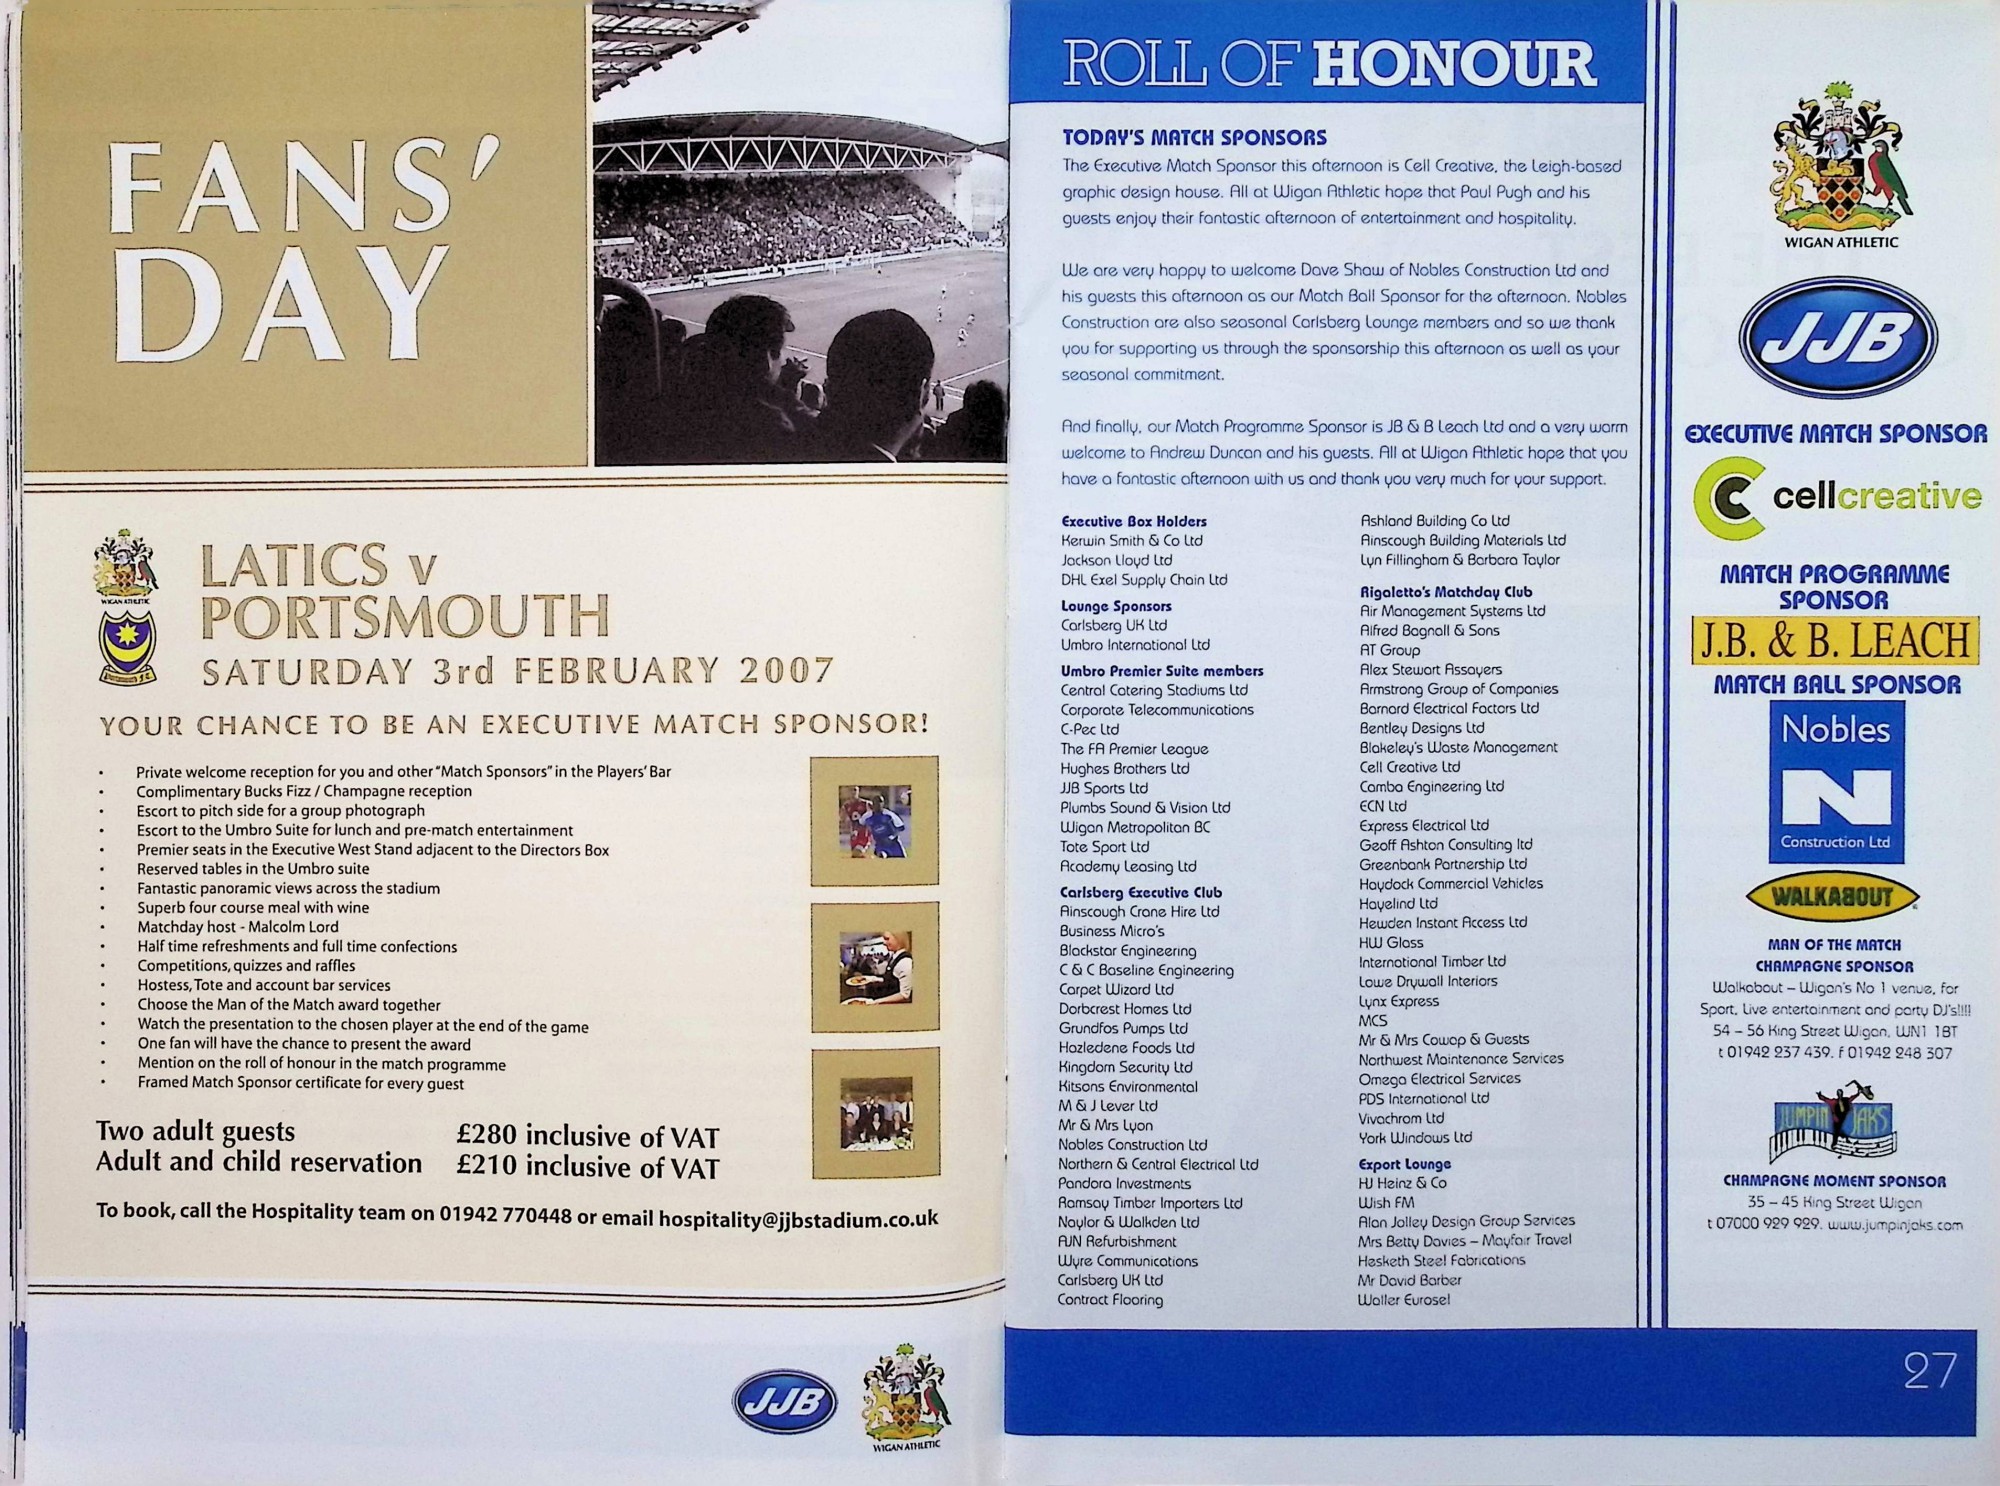 FANS'
DAY
WIGAN ATHLETIC
LATICS v
PORTSMOUTH
SATURDAY 3rd FEBRUARY 2007
YOUR CHANCE TO BE AN EXECUTIVE MATCH SPONSOR!
• Private welcome reception for you and other "Match Sponsors" in the Players' Bar
• Complimentary Bucks Fizz / Champagne reception
• Escort to pitch side for a group photograph
• Escort to the Umbro Suite for lunch and pre-match entertainment
• Premier seats in the Executive West Stand adjacent to the Directors Box
• Reserved tables in the Umbro suite
• Fantastic panoramic views across the stadium
• Superb four course meal with wine
• Matchday host - Malcolm Lord
• Half time refreshments and full time confections
• Competitions, quizzes and raffles
• Hostess, Tote and account bar services
• Choose the Man of the Match award together
• Watch the presentation to the chosen player at the end of the game
• One fan will have the chance to present the award
• Mention on the roll of honour in the match programme
• Framed Match Sponsor certificate for every guest
Two adult guests £280 inclusive of VAT
Adult and child reservation £210 inclusive of VAT
To book, call the Hospitality team on 01942 770448 or email hospitality@jjbstadium.co.uk
JJB
WIGAN ATHLETIC
ROLL OF HONOUR
TODAY'S MATCH SPONSORS
The Executive Match Sponsor this afternoon is Cell Creative, the Leigh-based
graphic design house. All at Wigan Athletic hope that Paul Pugh and his
guests enjoy their fantastic afternoon of entertainment and hospitality.
We are very happy to welcome Dave Shaw of Nobles Construction Ltd and
his guests this afternoon as our Match Ball Sponsor for the afternoon. Nobles
Construction are also seasonal Carlsberg Lounge members and so we thank
you for supporting us through the sponsorship this afternoon as well as your
seasonal commitment.
And finally, our Match Programme Sponsor is JB & B Leach Ltd and a very warm
welcome to Andrew Duncan and his guests. All at Wigan Athletic hope that you
have a fantastic afternoon with us and thank you very much for your support.
Executive Box Holders
Kerwin Smith & Co Ltd
Jackson Lloyd Ltd
DHL Exel Supply Chain Ltd
Lounge Sponsors
Carlsberg UK Ltd
Umbro International Ltd
Umbro Premier Suite members
Central Catering Stadiums Ltd
Corporate Telecommunications
C-Pec Ltd
The FA Premier League
Hughes Brothers Ltd
JJB Sports Ltd
Plumbs Sound & Vision Ltd
Wigan Metropolitan BC
Tote Sport Ltd
Academy Leasing Ltd
Carlsberg Executive Club
Ainscough Crane Hire Ltd
Business Micro's
Blackstar Engineering
C & C Baseline Engineering
Carpet Wizard Ltd
Dorbcrest Homes Ltd
Grundfos Pumps Ltd
Hazledene Foods Ltd
Kingdom Security Ltd
Kitsons Environmental
M & J Lever Ltd
Mr & Mrs Lyon
Nobles Construction Ltd
Northern & Central Electrical Ltd
Pandora Investments
Ramsay Timber Importers Ltd
Naylor & Walkden Ltd
AJN Refurbishment
Wyre Communications
Carlsberg UK Ltd
Contract Flooring
Ashland Building Co Ltd
Ainscough Building Materials Ltd
Lyn Fillingham & Barbara Taylor
Rigaletto's Matchday Club
Air Management Systems Ltd
Alfred Bagnall & Sons
AT Group
Alex Stewart Assayers
Armstrong Group of Companies
Barnard Electrical Factors Ltd
Bentley Designs Ltd
Blakeley's Waste Management
Cell Creative Ltd
Camba Engineering Ltd
ECN Ltd
Express Electrical Ltd
Geoff Ashton Consulting ltd
Greenbank Partnership Ltd
Haydock Commercial Vehicles
Hayelind Ltd
Hewden Instant Access Ltd
HW Glass
International Timber Ltd
Lowe Drywall Interiors
Lynx Express
MCS
Mr & Mrs Cowap & Guests
Northwest Maintenance Services
Omega Electrical Services
PDS International Ltd
Vivachrom Ltd
York Windows Ltd
Export Lounge
HJ Heinz & Co
Wish FM
Alan Jolley Design Group Services
Mrs Betty Davies – Mayfair Travel
Hesketh Steel Fabrications
Mr David Barber
Waller Eurosel
WIGAN ATHLETIC
JJB
EXECUTIVE MATCH SPONSOR
cellcreative
MATCH PROGRAMME
SPONSOR
J.B. & B. LEACH
MATCH BALL SPONSOR
Nobles
N
Construction Ltd
WALKABOUT
MAN OF THE MATCH
CHAMPAGNE SPONSOR
Walkabout – Wigan's No 1 venue, for
Sport, Live entertainment and party DJ's!!!!
54 – 56 King Street Wigan, WN1 1BT
t 01942 237 439. f 01942 248 307
JUMPIN JAKS
CHAMPAGNE MOMENT SPONSOR
35 – 45 King Street Wigan
t 07000 929 929. www.jumpinjaks.com
27